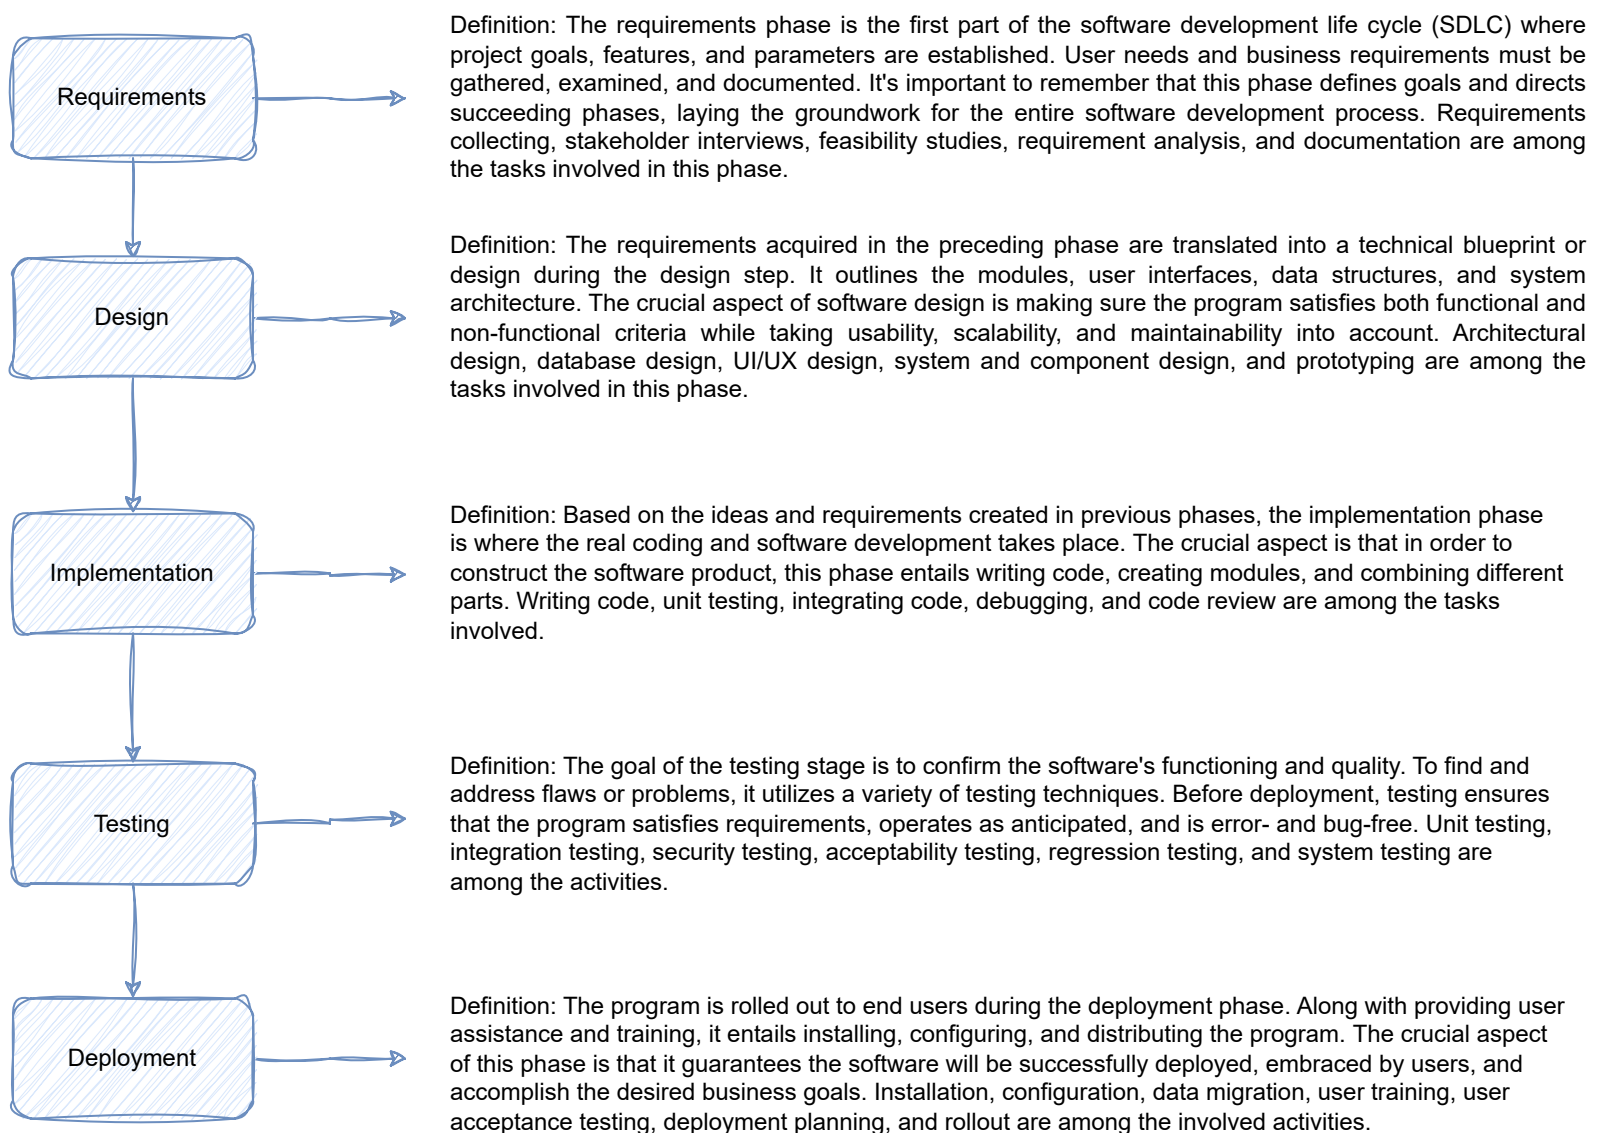 Requirements
Definition: The requirements phase is the first part of the software development life cycle (SDLC) where
project goals, features, and parameters are established. User needs and business requirements must be
gathered, examined, and documented. It's important to remember that this phase defines goals and directs
succeeding phases, laying the groundwork for the entire software development process. Requirements
collecting, stakeholder interviews, feasibility studies, requirement analysis, and documentation are among
the tasks involved in this phase.
Design
Definition: The requirements acquired in the preceding phase are translated into a technical blueprint or
design during the design step. It outlines the modules, user interfaces, data structures, and system
architecture. The crucial aspect of software design is making sure the program satisfies both functional and
non-functional criteria while taking usability, scalability, and maintainability into account. Architectural
design, database design, UI/UX design, system and component design, and prototyping are among the
tasks involved in this phase.
Implementation
Definition: Based on the ideas and requirements created in previous phases, the implementation phase
is where the real coding and software development takes place. The crucial aspect is that in order to
construct the software product, this phase entails writing code, creating modules, and combining different
parts. Writing code, unit testing, integrating code, debugging, and code review are among the tasks
involved.
Testing
Definition: The goal of the testing stage is to confirm the software's functioning and quality. To find and
address flaws or problems, it utilizes a variety of testing techniques. Before deployment, testing ensures
that the program satisfies requirements, operates as anticipated, and is error- and bug-free. Unit testing,
integration testing, security testing, acceptability testing, regression testing, and system testing are
among the activities.
Deployment
Definition: The program is rolled out to end users during the deployment phase. Along with providing user
assistance and training, it entails installing, configuring, and distributing the program. The crucial aspect
of this phase is that it guarantees the software will be successfully deployed, embraced by users, and
accomplish the desired business goals. Installation, configuration, data migration, user training, user
acceptance testing, deployment planning, and rollout are among the involved activities.